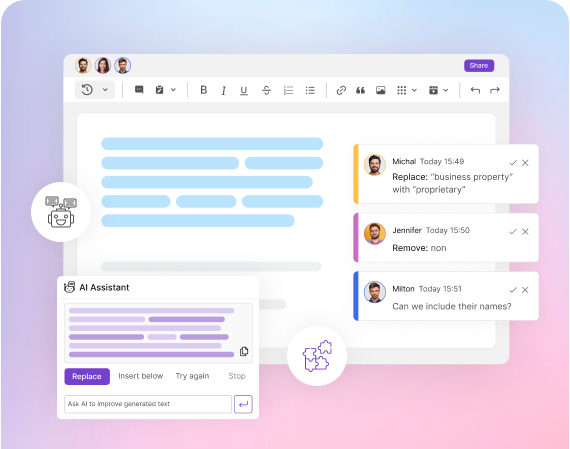 Share
B I U S
Michal Today 15:49
Replace: “business property”
with “proprietary”
Jennifer Today 15:50
Remove: non
Milton Today 15:51
Can we include their names?
AI Assistant
Replace Insert below Try again Stop
Ask AI to improve generated text